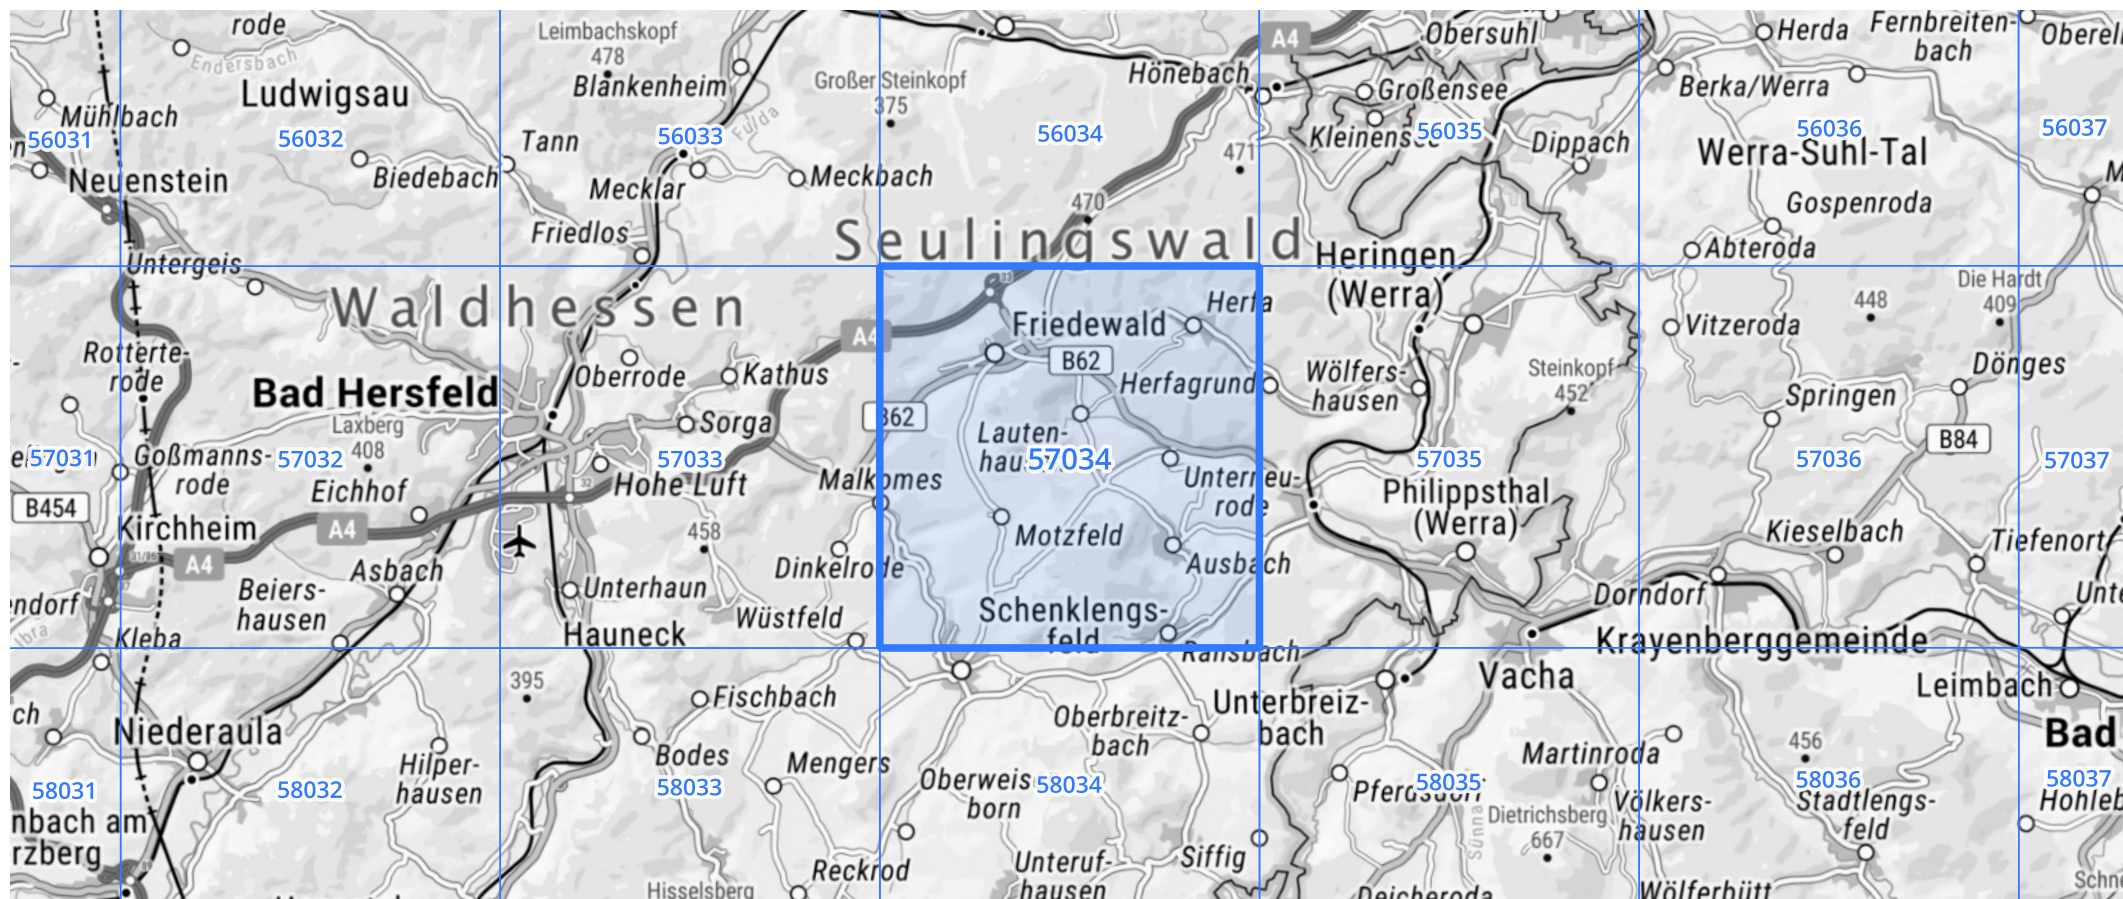 rode
Endersbach
Leimbachskopf
478
Blankenheim
Großer Steinkopf
375
Hönebach
A4
Obersuhl
Herda
Fernbreiten-
bach
Mühlbach
Ludwigsau
Fulda
Großensee
Berka/Werra
56031
56032
56033
56034
Kleinensee
56035
56036
56037
Tann
471
Dippach
Werra-Suhl-Tal
Neuenstein
Biedebach
Mecklar
Meckbach
470
Gospenroda
Friedlos
Seulingswald
Abteroda
Untergeis
Heringen
(Werra)
Waldhessen
33
Herfa
448
Die Hardt
409
A4
Friedewald
Vitzeroda
Rotterte-
rode
B62
Oberrode
Kathus
Herfagrund
Wölfers-
hausen
Steinkopf
452
Dönges
Bad Hersfeld
Springen
Laxberg
408
Sorga
B62
Lauten-
B84
57031
Goßmanns-
rode
57032
57033
57034
57035
57036
57037
B454
Eichhof
32
Hohe Luft
Malkomes
Unterneu-
rode
Philippsthal
(Werra)
Kirchheim
A4
458
Motzfeld
Kieselbach
Tiefenort
A4
Asbach
Dinkelrode
Ausbach
Beiers-
hausen
Unterhaun
Wüstfeld
Schenklengs-
feld
Dorndorf
Kleba
Hauneck
Ransbach
Krayenberggemeinde
395
Fischbach
Vacha
Leimbach
Unterbreiz-
bach
Niederaula
Oberbreitz-
bach
Bad
Bodes
Martinroda
456
Hilper-
hausen
Mengers
58031
58032
58033
Oberweis
born
58034
58035
Pferdsdorf
58036
58037
Völkers-
hausen
Stadtlengs-
feld
Dietrichsberg
667
Sünna
Reckrod
Unteruf-
hausen
Siffig
Hisselsberg